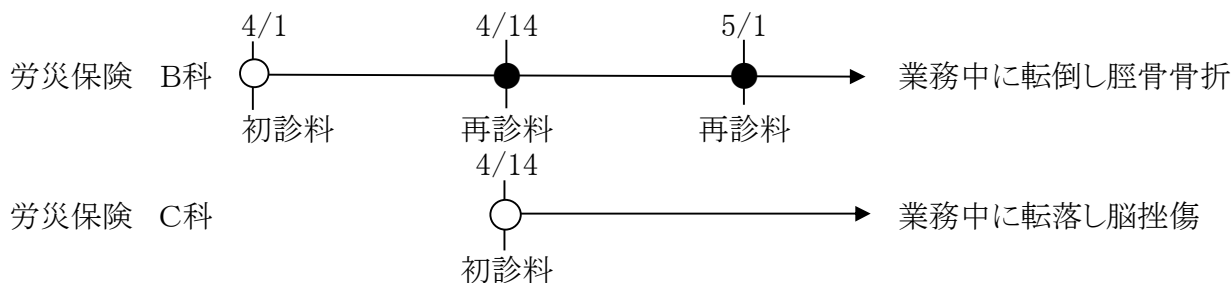 4/1 4/14 5/1
労災保険 B科 業務中に転倒し脛骨骨折
初診料 再診料 再診料
4/14
労災保険 C科 業務中に転落し脳挫傷
初診料